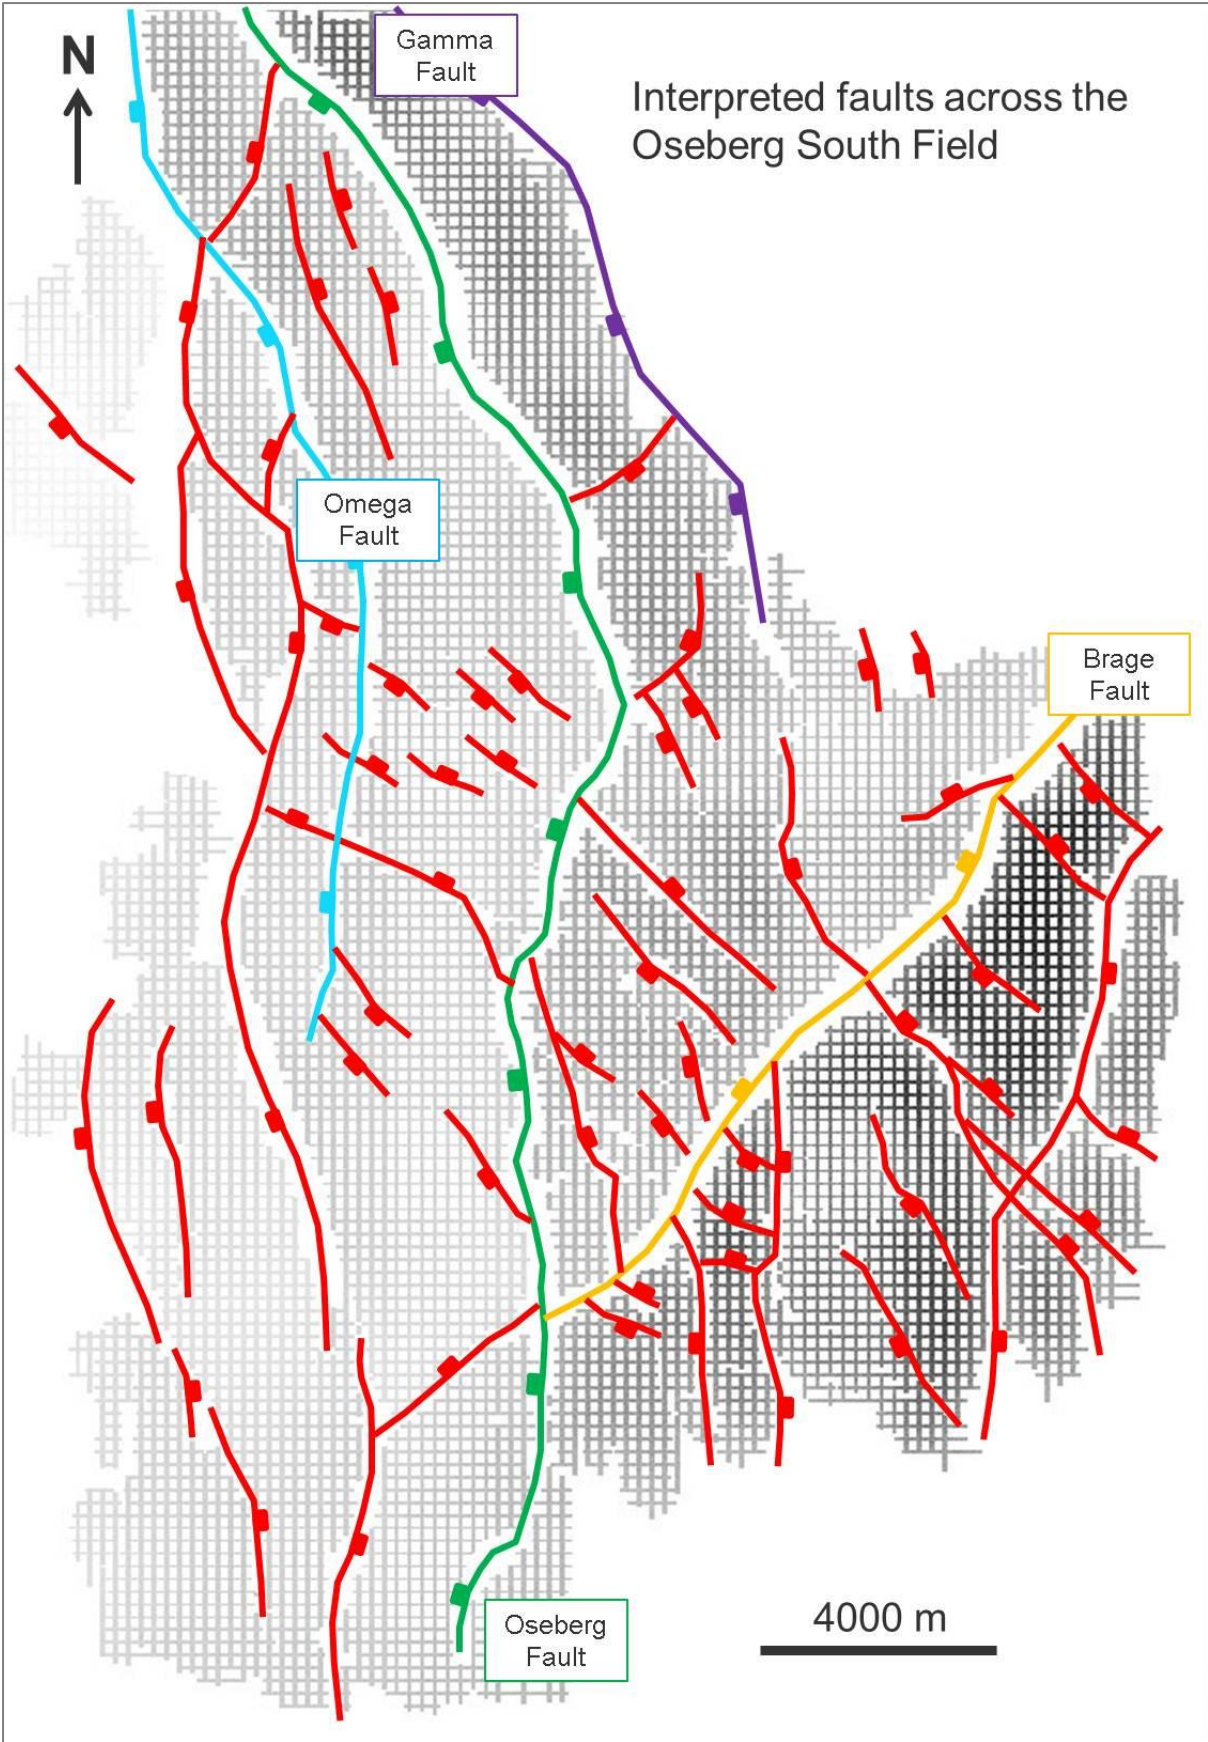 Gamma
Fault
N
Interpreted faults across the
Oseberg South Field
Omega
Fault
Brage
Fault
4000 m
Oseberg
Fault